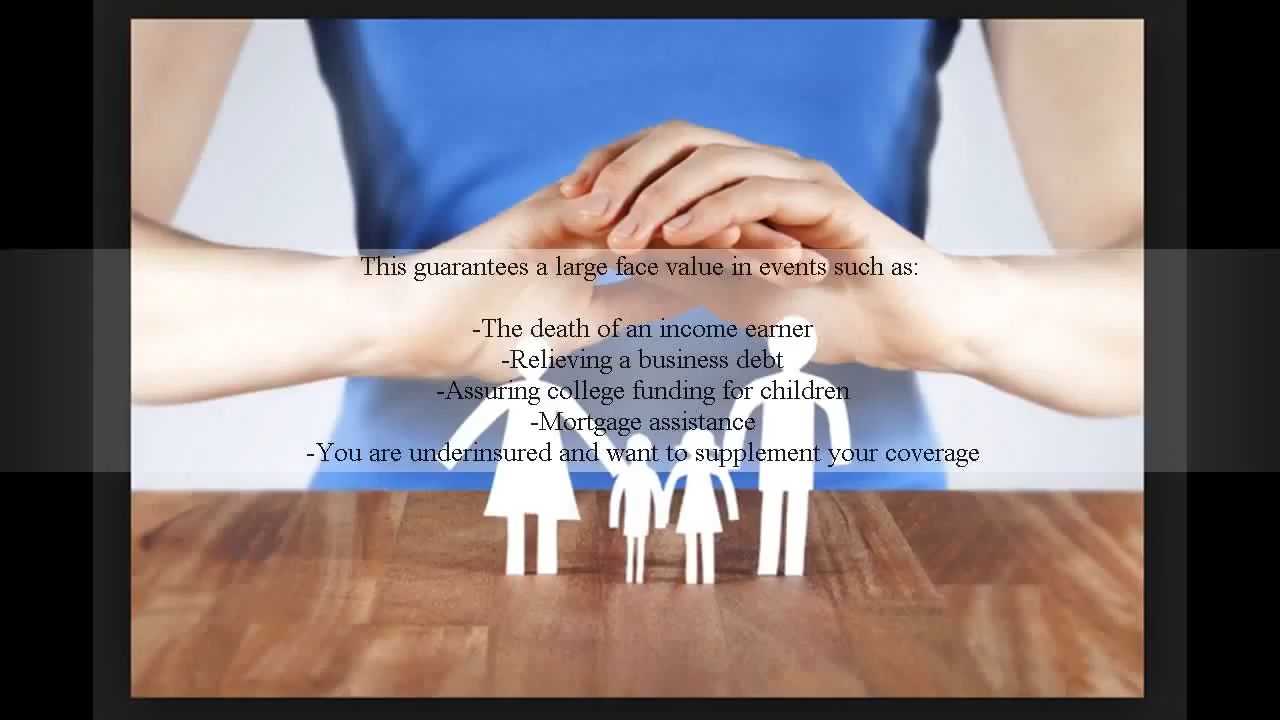 This guarantees a large face value in events such as:
-The death of an income earner
-Relieving a business debt
-Assuring college funding for children
-Mortgage assistance
-You are underinsured and want to supplement your coverage